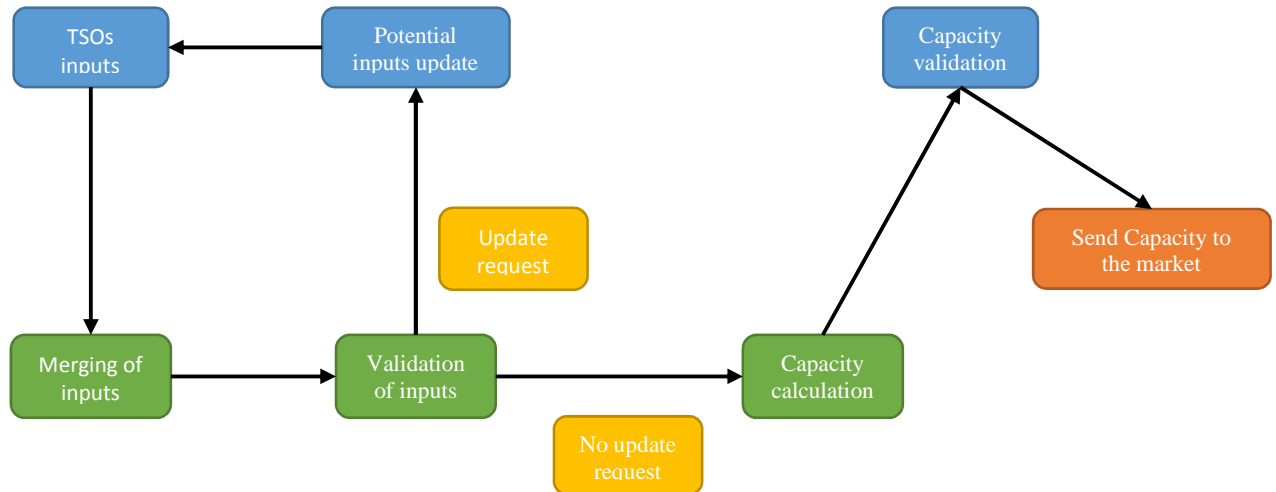 TSOs
inputs
Potential
inputs update
Capacity
validation
Update
request
Send Capacity to
the market
Merging of
inputs
Validation
of inputs
Capacity
calculation
No update
request